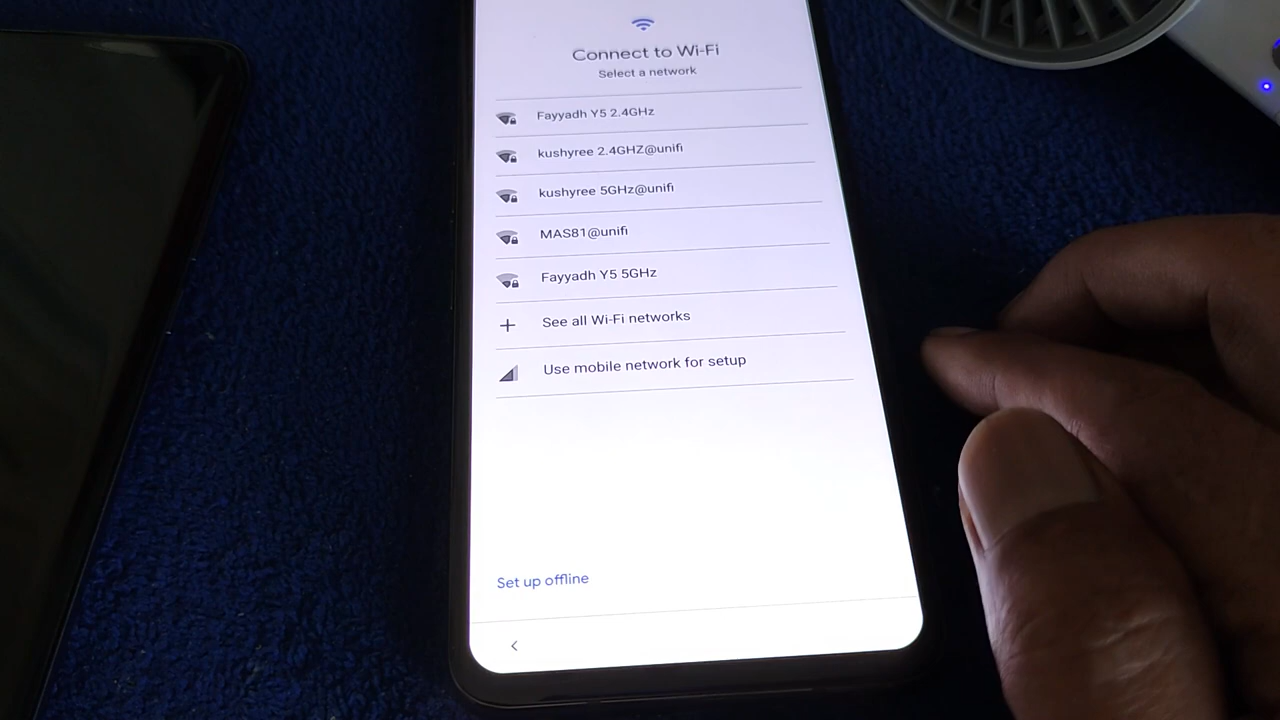 Connect to Wi-Fi
Select a network
Fayyadh Y5 2.4GHz
kushyree 2.4GHZ@unifi
kushyree 5GHz@unifi
MAS81@unifi
Fayyadh Y5 5GHz
See all Wi-Fi networks
Use mobile network for setup
Set up offline